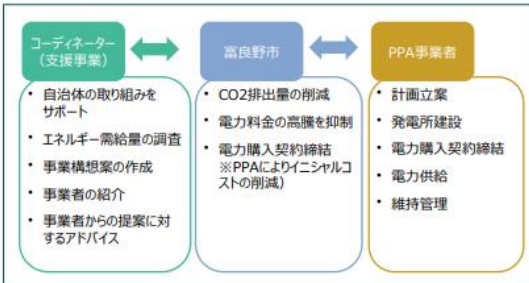 コーディネーター
（支援事業）
• 自治体の取り組みを
サポート
• エネルギー需給量の調査
• 事業構想案の作成
• 事業者の紹介
• 事業者からの提案に対
するアドバイス
富良野市
• CO2排出量の削減
• 電力料金の高騰を抑制
• 電力購入契約締結
※PPAによりイニシャルコ
ストの削減）
PPA事業者
• 計画立案
• 発電所建設
• 電力購入契約締結
• 電力供給
• 維持管理